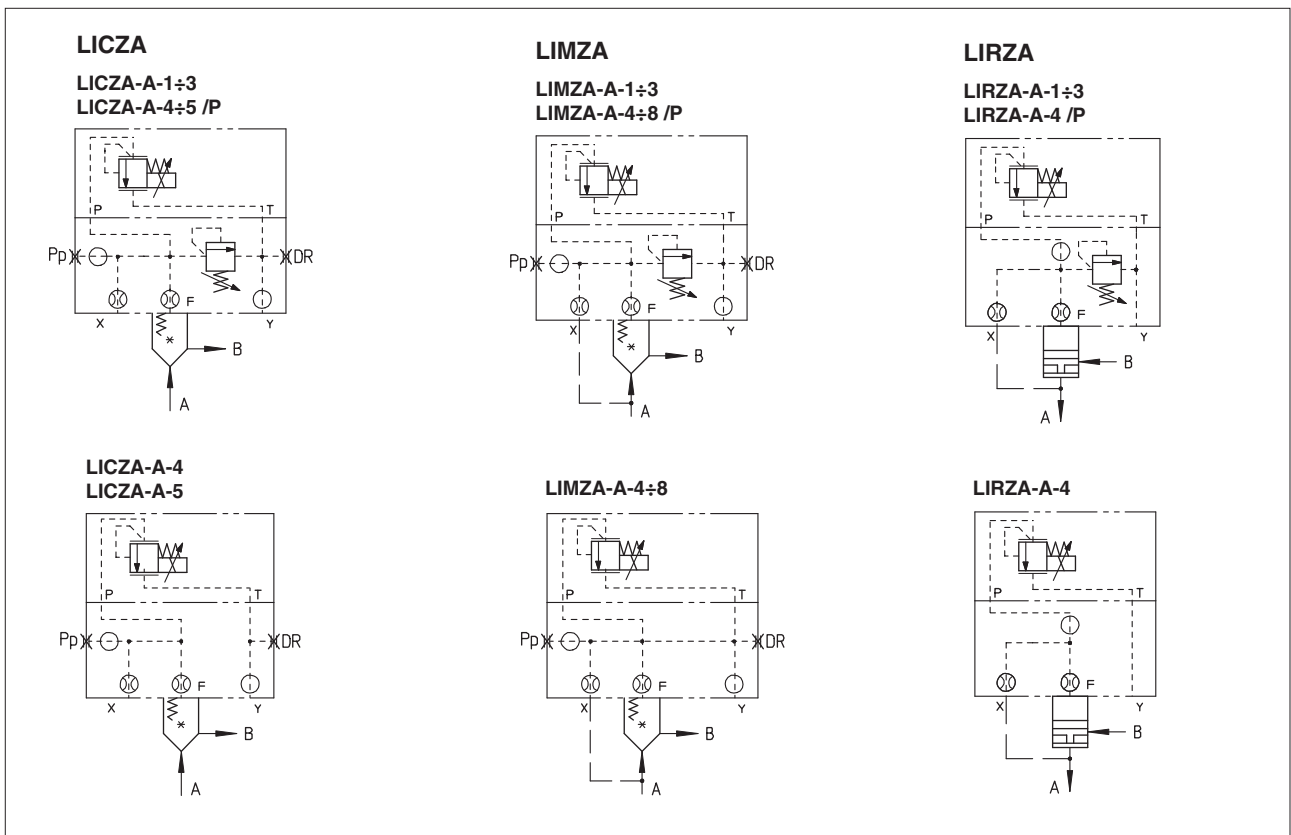 LICZA
LICZA-A-1÷3
LICZA-A-4÷5 /P
P
T
Pp
DR
F
X
Y
B
A
LIMZA
LIMZA-A-1÷3
LIMZA-A-4÷8 /P
P
T
Pp
DR
F
X
Y
B
A
LIRZA
LIRZA-A-1÷3
LIRZA-A-4 /P
P
T
F
X
Y
B
A
LICZA-A-4
LICZA-A-5
P
T
Pp
DR
F
X
Y
*
B
A
LIMZA-A-4÷8
P
T
Pp
DR
F
X
Y
B
A
LIRZA-A-4
P
T
F
X
Y
B
A